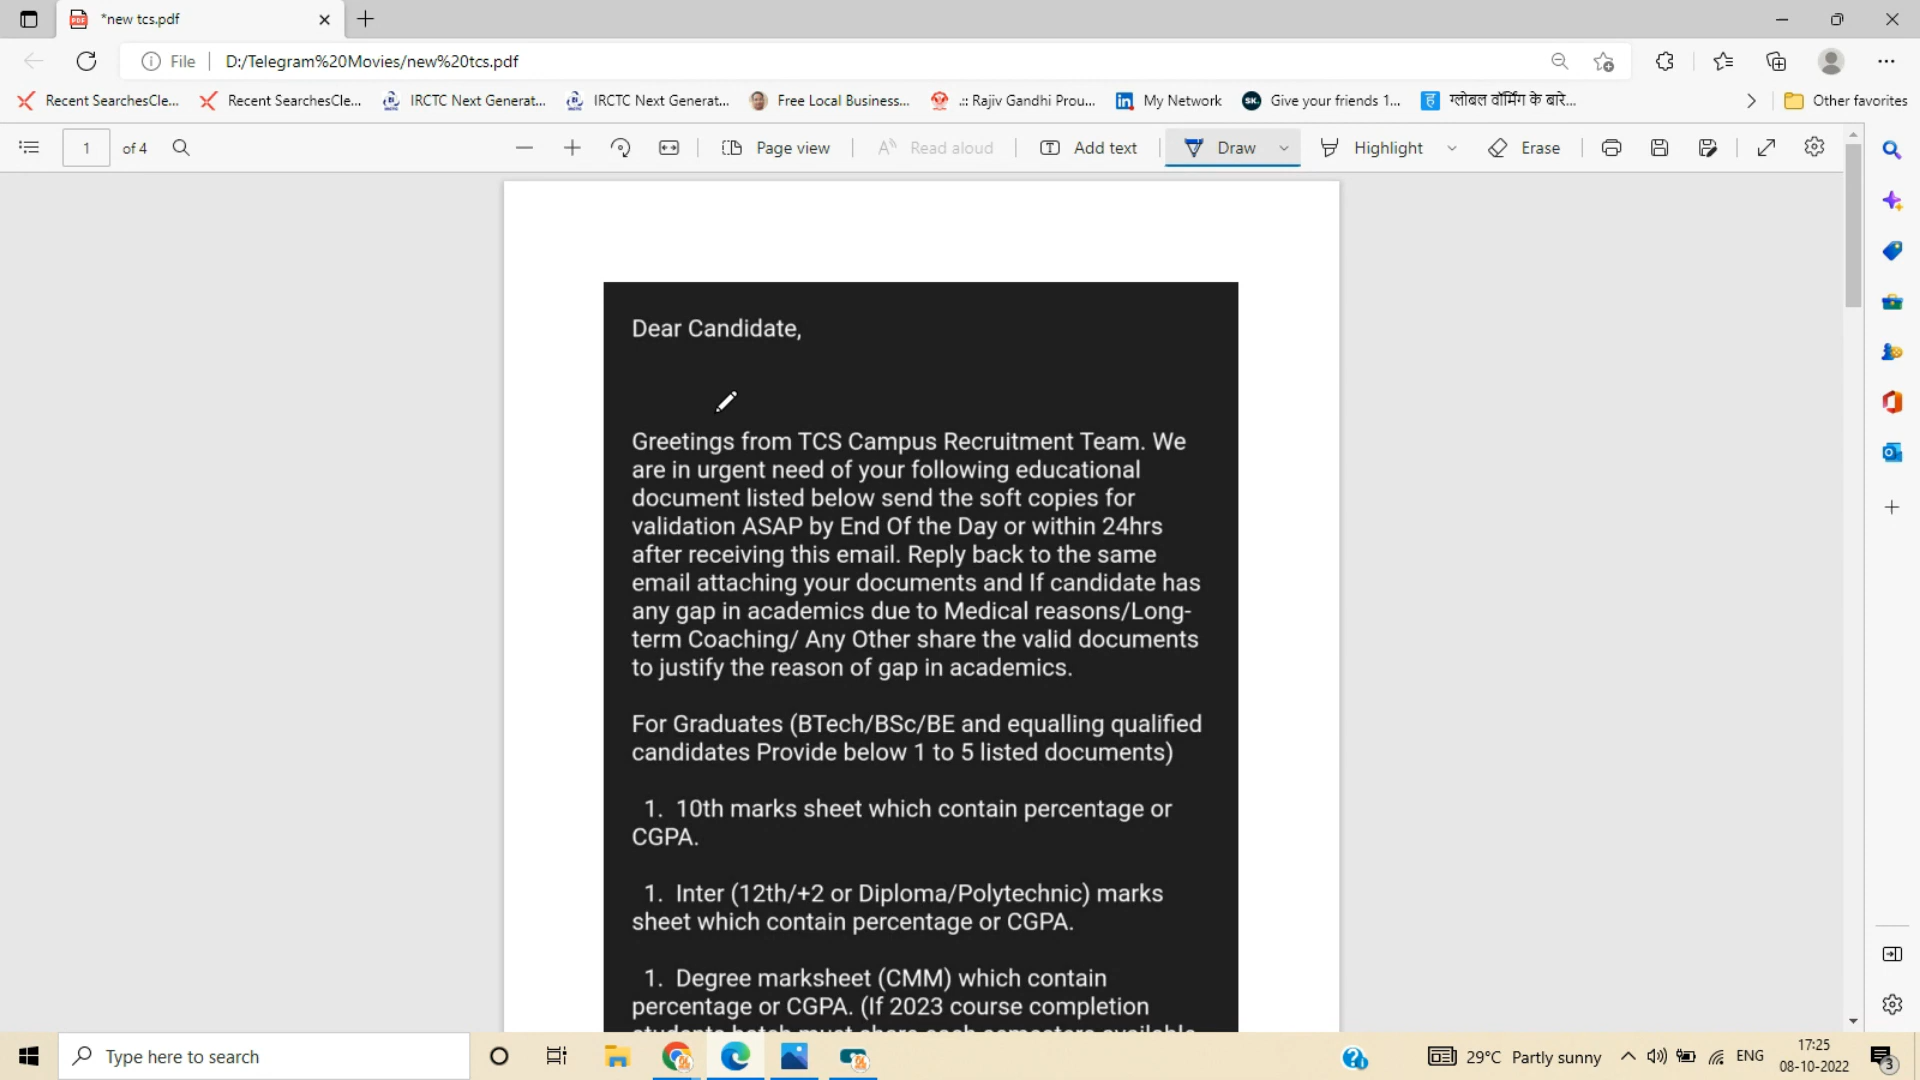 *new tcs.pdf
File D:/Telegram%20Movies/new%20tcs.pdf
Recent SearchesCle... Recent SearchesCle... IRCTC Next Generat... IRCTC Next Generat... Free Local Business... .:: Rajiv Gandhi Prou... My Network Give your friends 1... ग्लोबल वॉर्मिंग के बारे... Other favorites
1 of 4 Page view Read aloud Add text Draw Highlight Erase
Dear Candidate,
Greetings from TCS Campus Recruitment Team. We
are in urgent need of your following educational
document listed below send the soft copies for
validation ASAP by End Of the Day or within 24hrs
after receiving this email. Reply back to the same
email attaching your documents and If candidate has
any gap in academics due to Medical reasons/Long-
term Coaching/ Any Other share the valid documents
to justify the reason of gap in academics.
For Graduates (BTech/BSc/BE and equalling qualified
candidates Provide below 1 to 5 listed documents)
1. 10th marks sheet which contain percentage or
CGPA.
1. Inter (12th/+2 or Diploma/Polytechnic) marks
sheet which contain percentage or CGPA.
1. Degree marksheet (CMM) which contain
percentage or CGPA. (If 2023 course completion
Type here to search 29°C Partly sunny ENG 17:25
08-10-2022 3